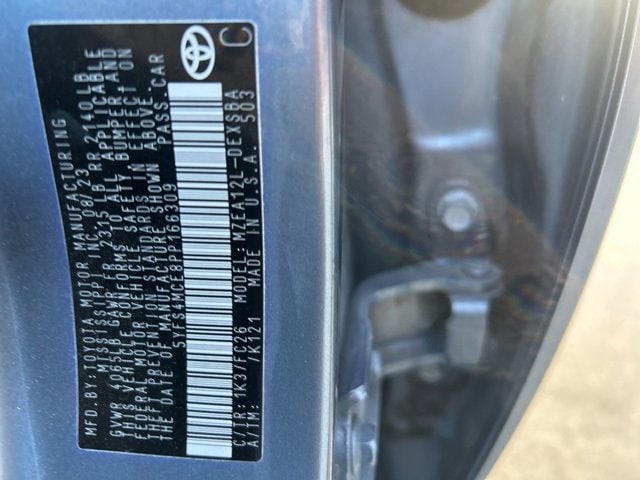 MFD.BY:TOYOTA MOTOR MANUFACTURING
MISSISSIPPI, INC. 08/23
GVWR 4065LB GAWR FR 2315 LB RR 2140 LB
THIS VEHICLE CONFORMS TO ALL APPLICABLE
FEDERAL MOTOR VEHICLE SAFETY, BUMPER, AND
THEFT PREVENTION STANDARDS IN EFFECT ON
THE DATE OF MANUFACTURE SHOWN ABOVE.
5YFS4MCE8PP166309 PASS.CAR
C/TR: 1K37/FC26 MODEL: MZEA12L-DEXSBA
A/TM: /K121 MADE IN U.S.A. 503
C